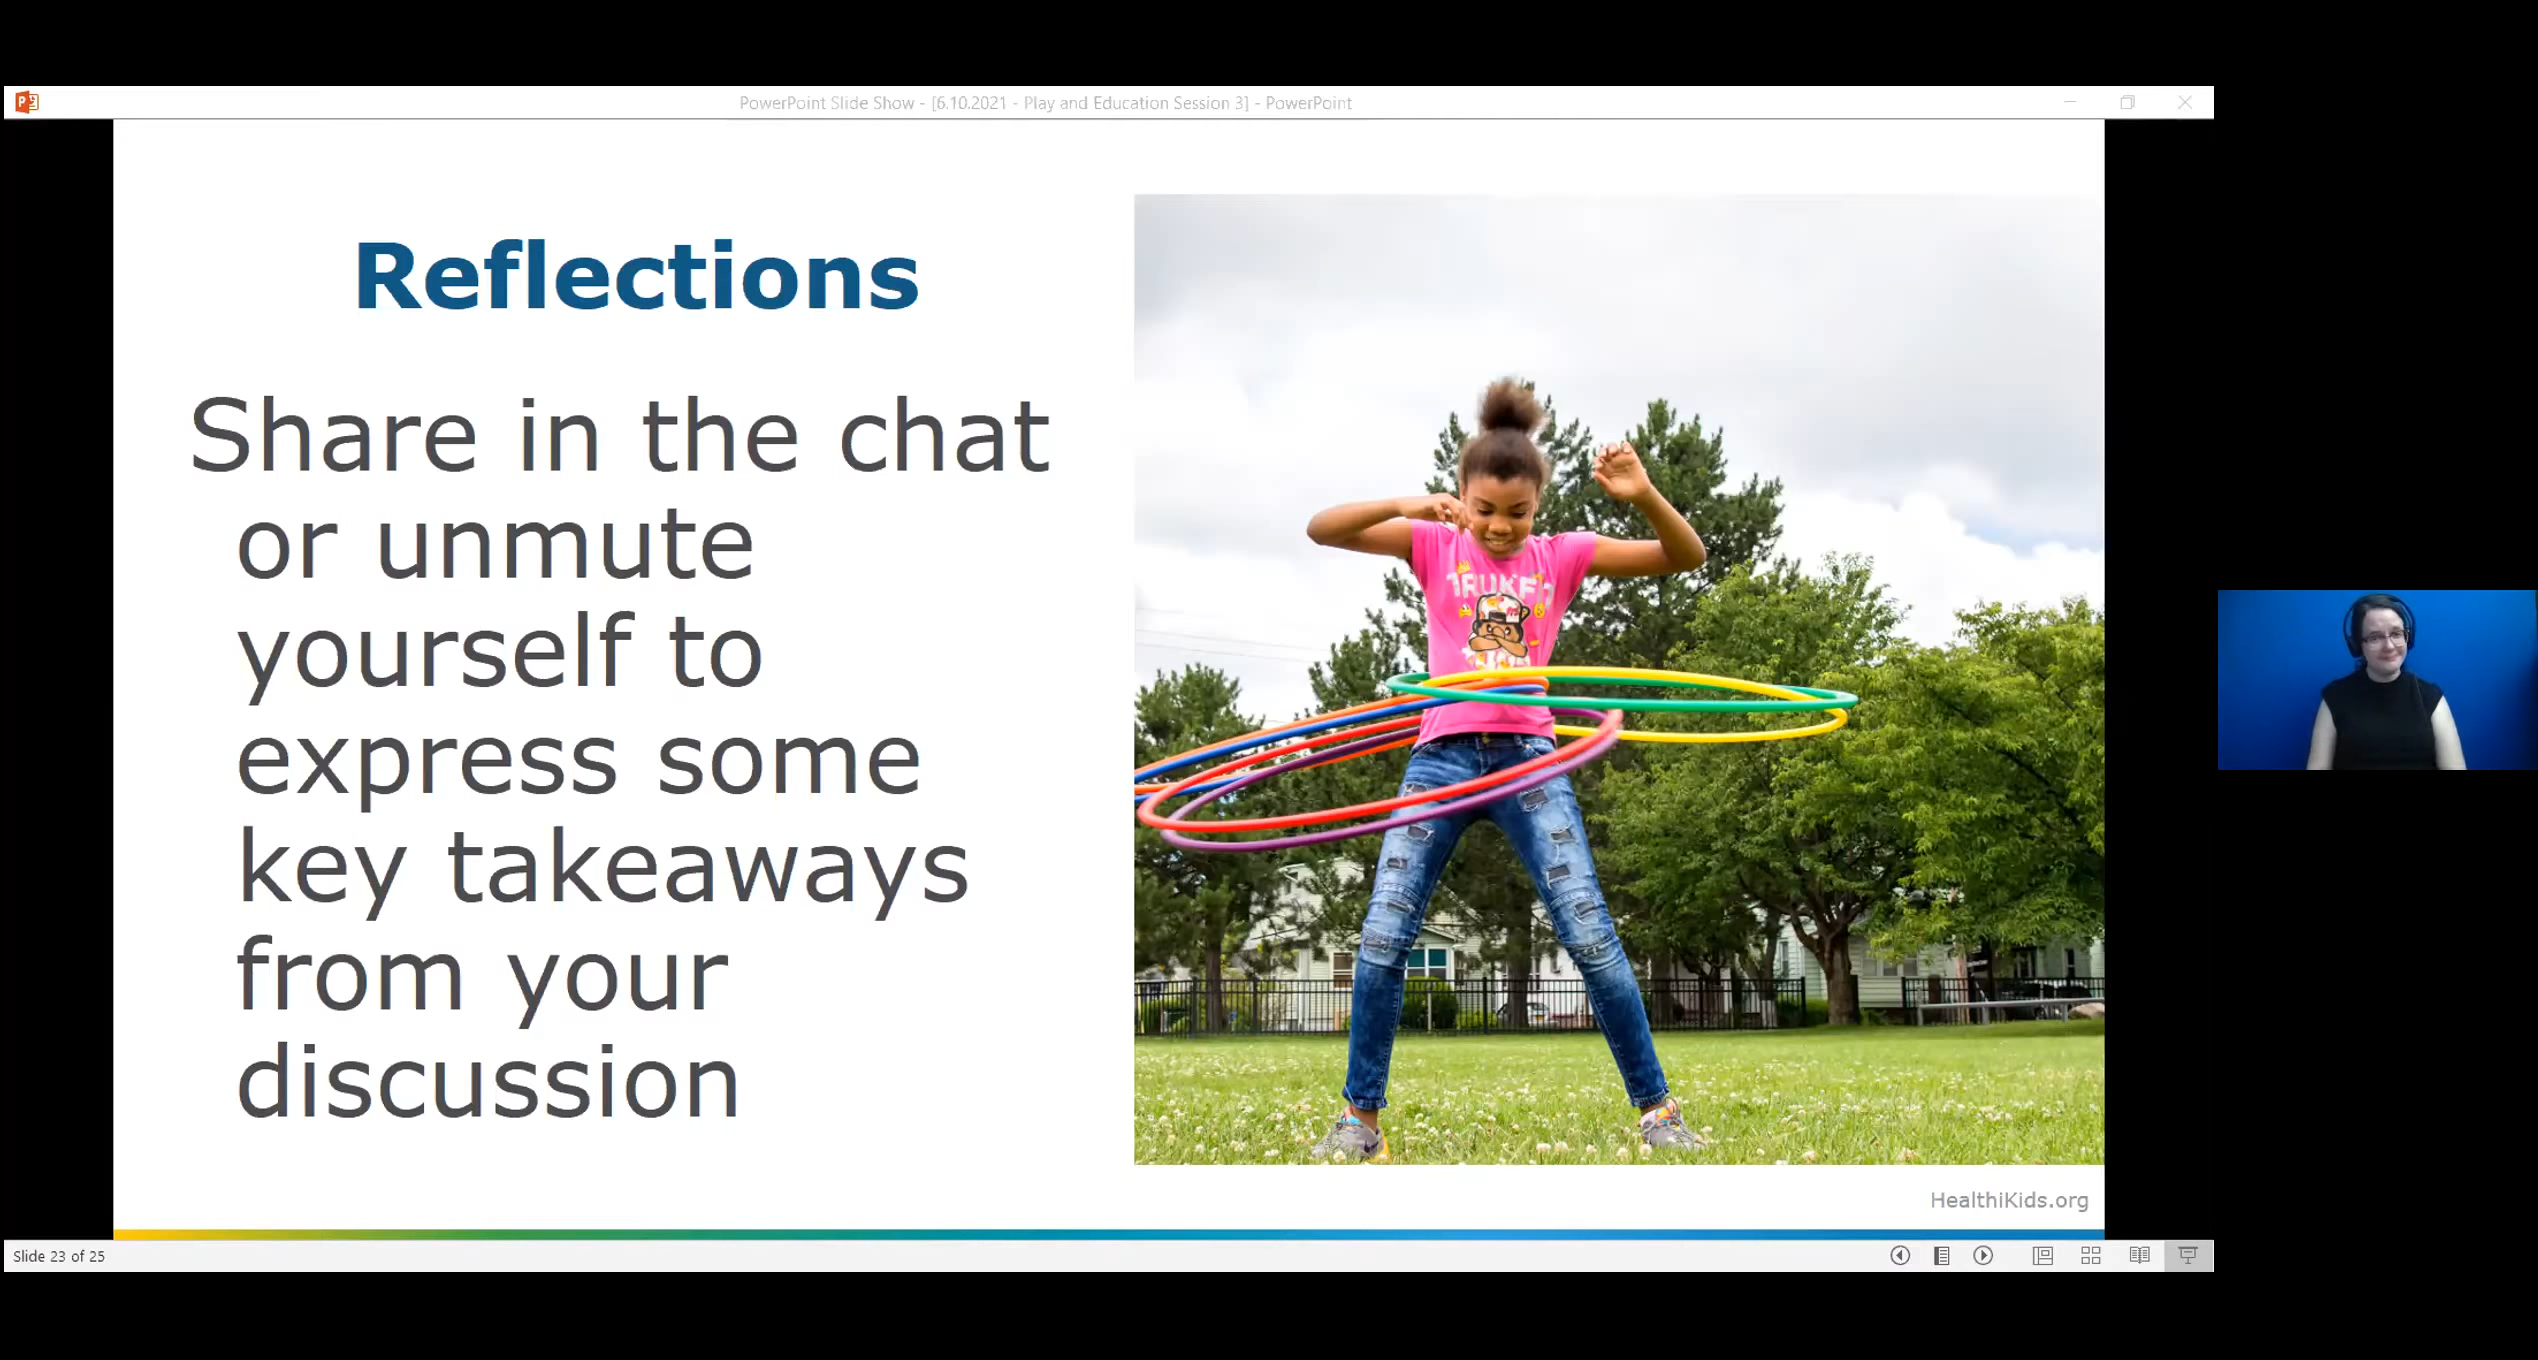 PowerPoint Slide Show - [6.10.2021 - Play and Education Session 3] - PowerPoint
Reflections
Share in the chat
or unmute
yourself to
express some
key takeaways
from your
discussion
TRUKFIT
HealthiKids.org
Slide 23 of 25